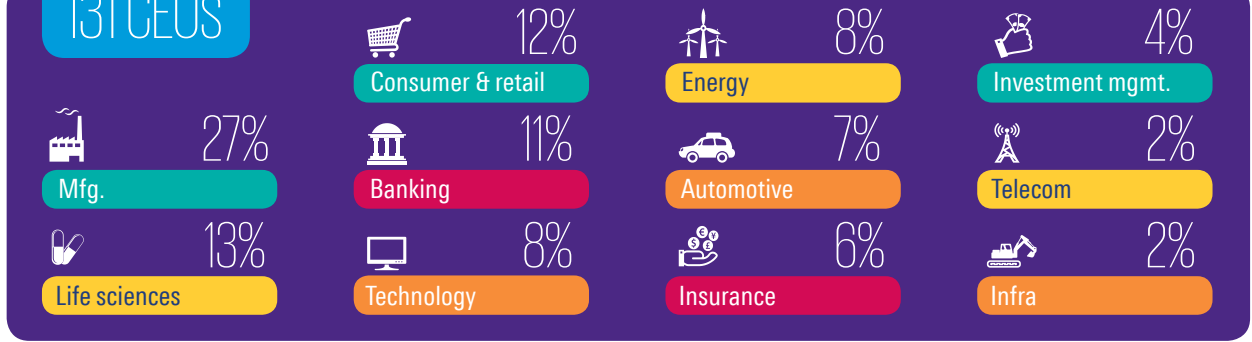 131 CEOS
27%
Mfg.
13%
Life sciences
12%
Consumer & retail
11%
Banking
8%
Technology
8%
Energy
7%
Automotive
6%
Insurance
4%
Investment mgmt.
2%
Telecom
2%
Infra